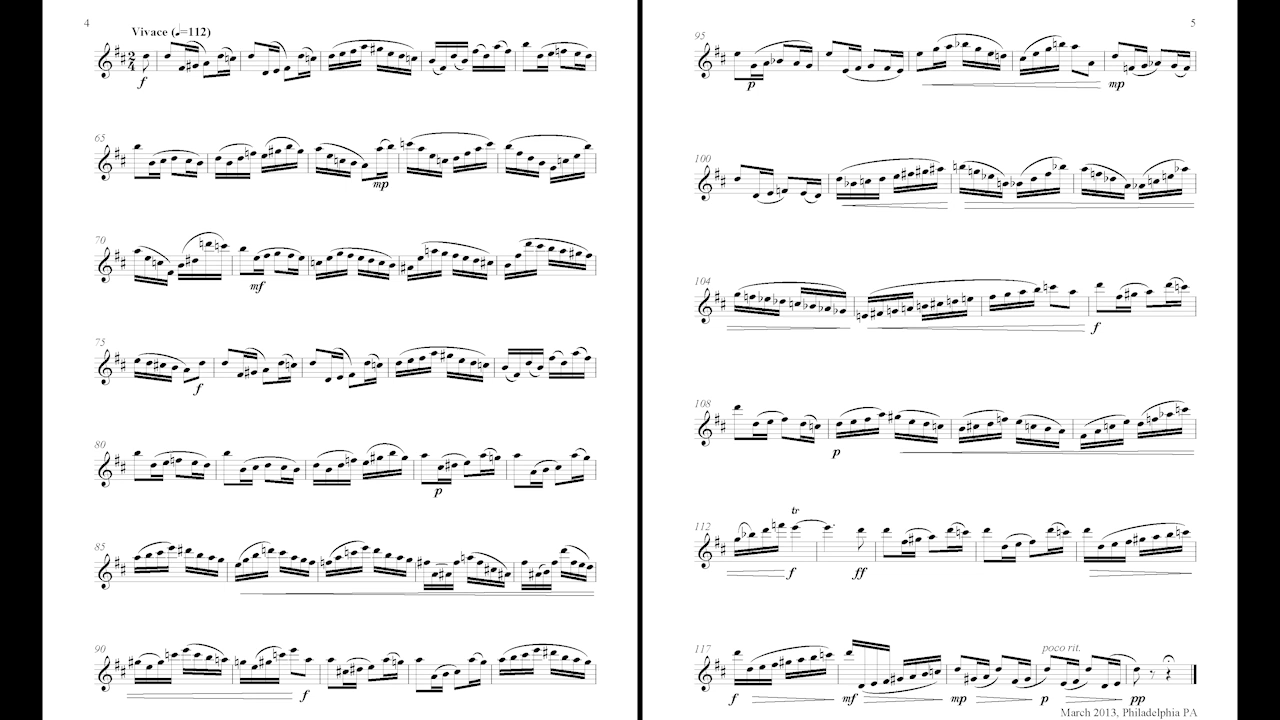 4
Vivace (♩=112)
f
65
mp
70
mf
75
f
80
p
85
90
f
5
95
p
mp
100
104
f
108
p
112
tr
f
ff
117
poco rit.
f
mf
mp
p
pp
March 2013, Philadelphia PA